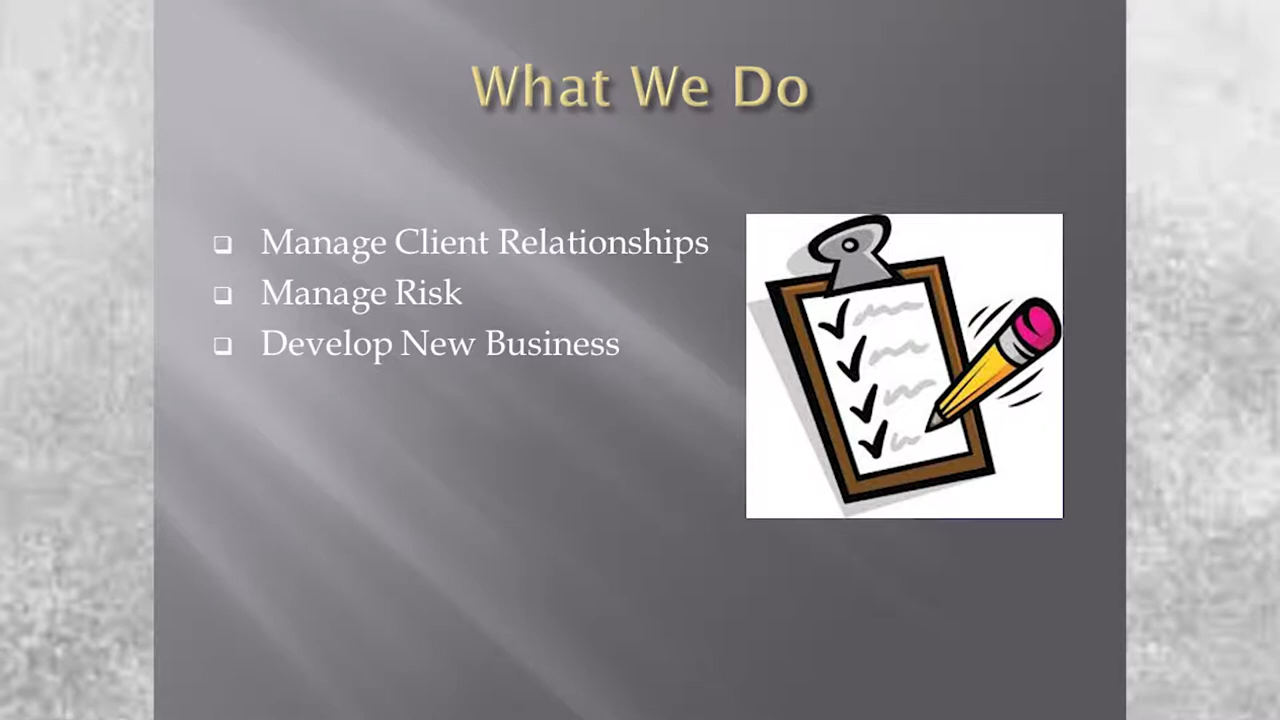 What We Do
Manage Client Relationships
Manage Risk
Develop New Business